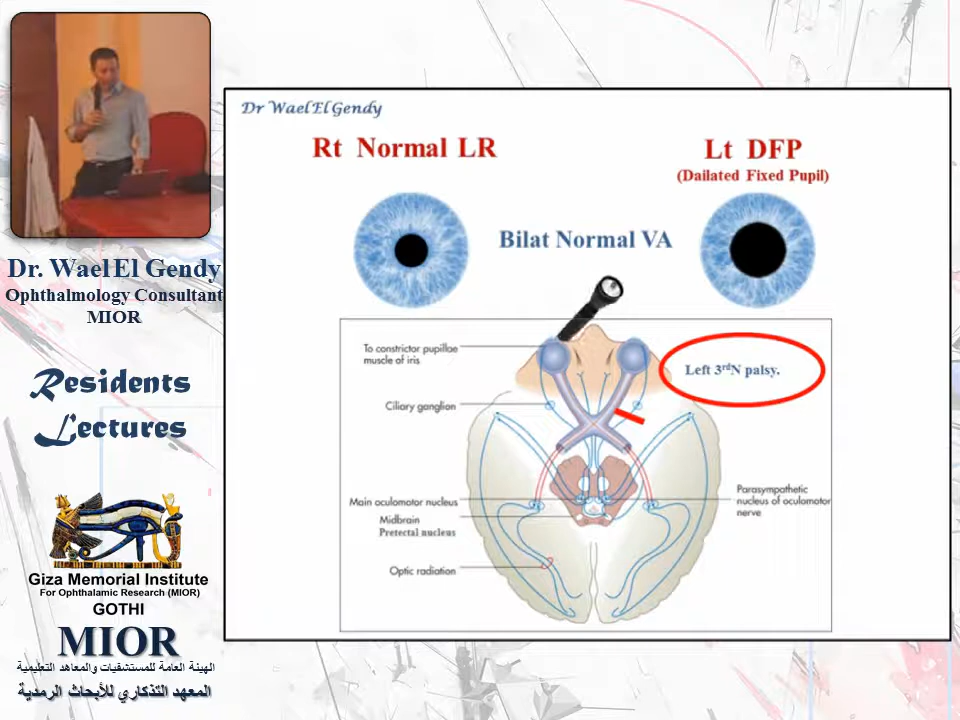 Dr Wael El Gendy
Rt Normal LR
Lt DFP
(Dailated Fixed Pupil)
Bilat Normal VA
To constrictor pupillae
muscle of iris
Left 3rdN palsy.
Ciliary ganglion
Main oculomotor nucleus
Midbrain
Pretectal nucleus
Parasympathetic
nucleus of oculomotor
nerve
Optic radiation
Dr. Wael El Gendy
Ophthalmology Consultant
MIOR
Residents
Lectures
Giza Memorial Institute
For Ophthalamic Research (MIOR)
GOTHI
MIOR
الهيئة العامة للمستشفيات والمعاهد التعليمية
المعهد التذكاري للأبحاث الرمدية